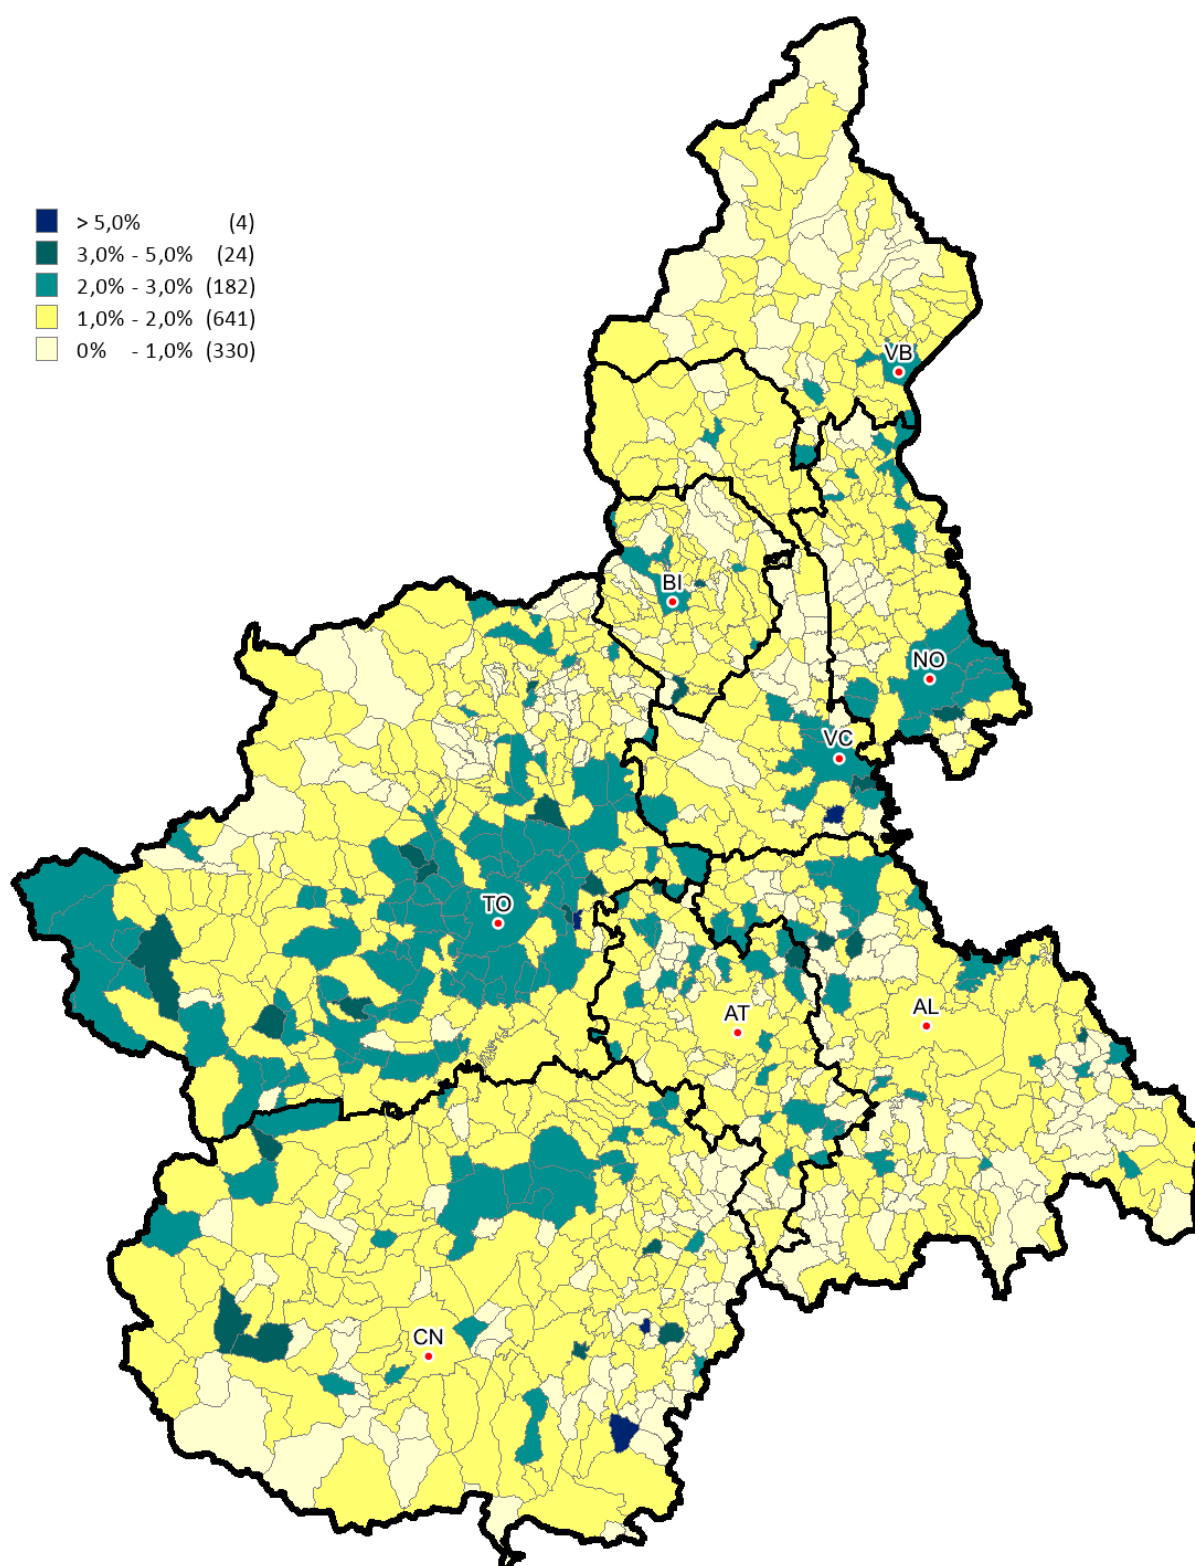 > 5,0% (4)
3,0% - 5,0% (24)
2,0% - 3,0% (182)
1,0% - 2,0% (641)
0% - 1,0% (330)
VB
BI
NO
VC
TO
AT
AL
CN